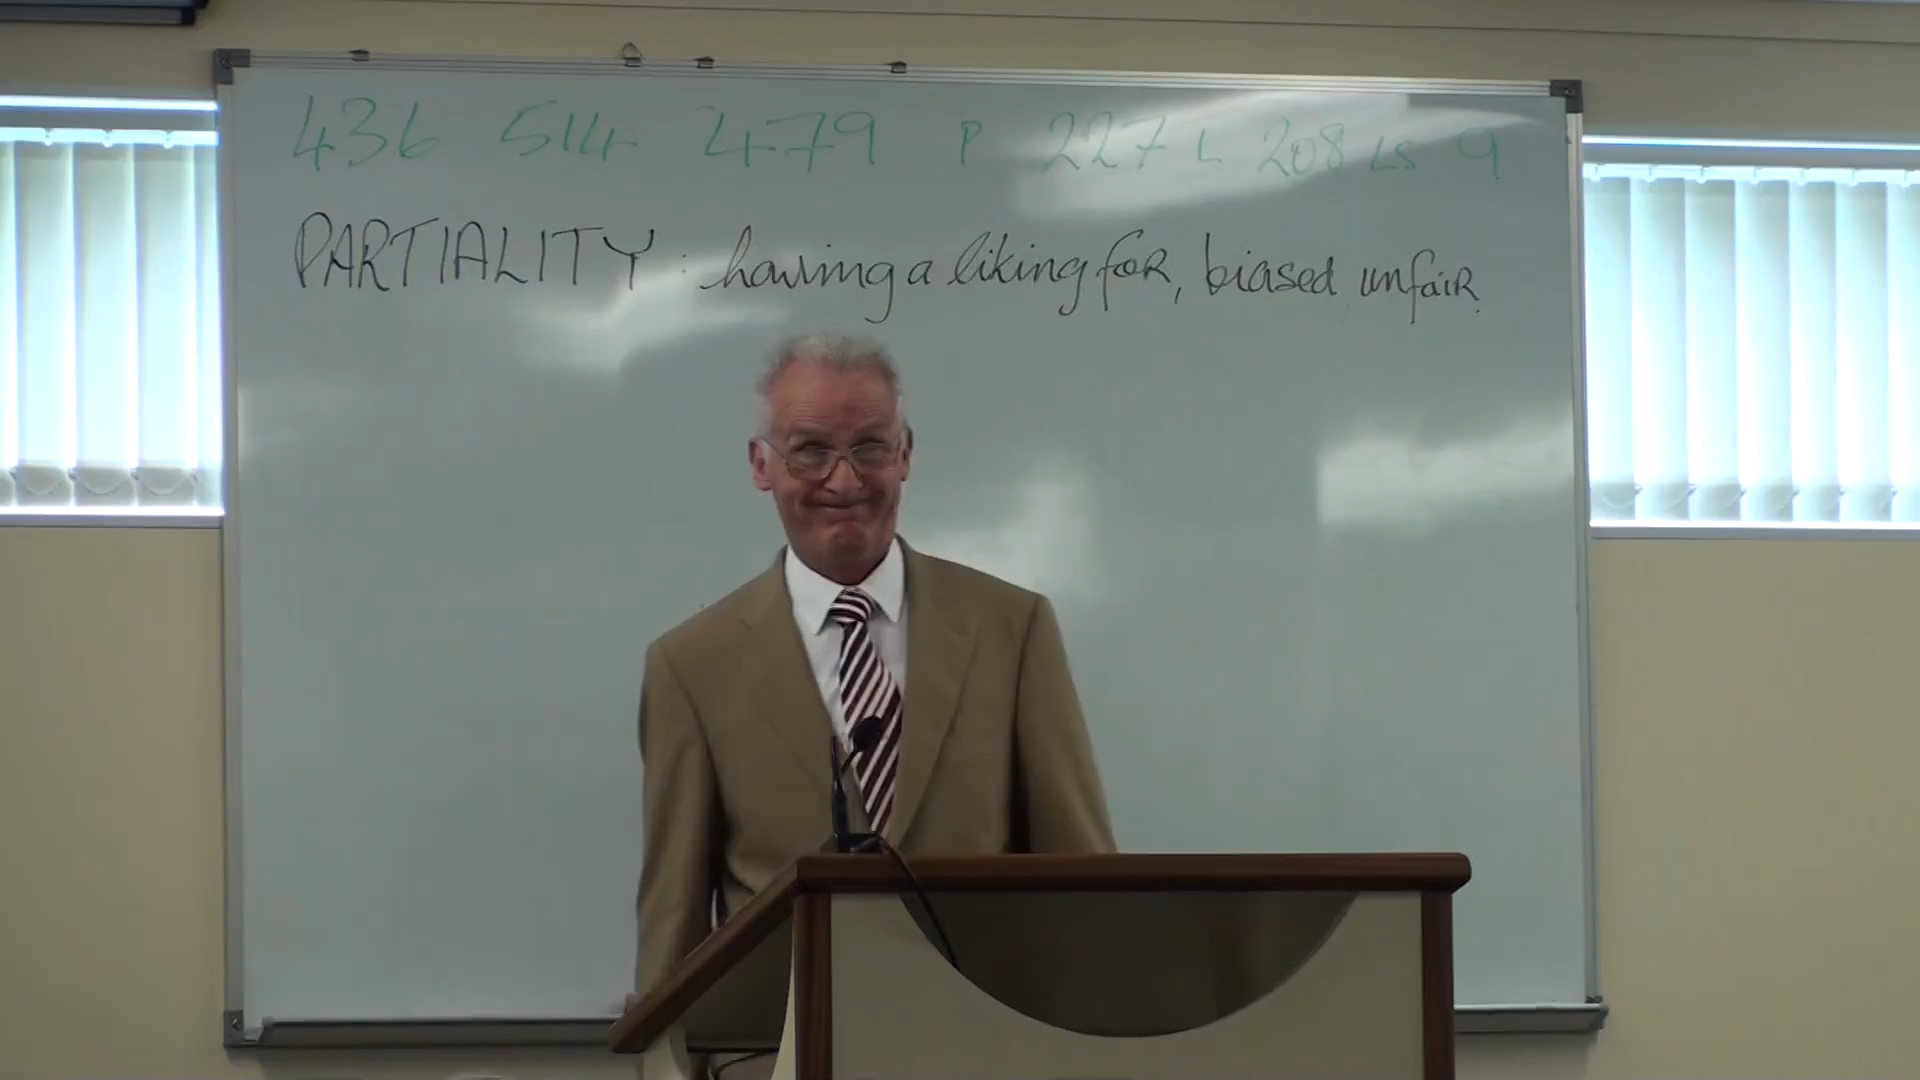 436 514 479 P 227 L 208 LS 9
PARTIALITY : having a liking for, biased unfair.